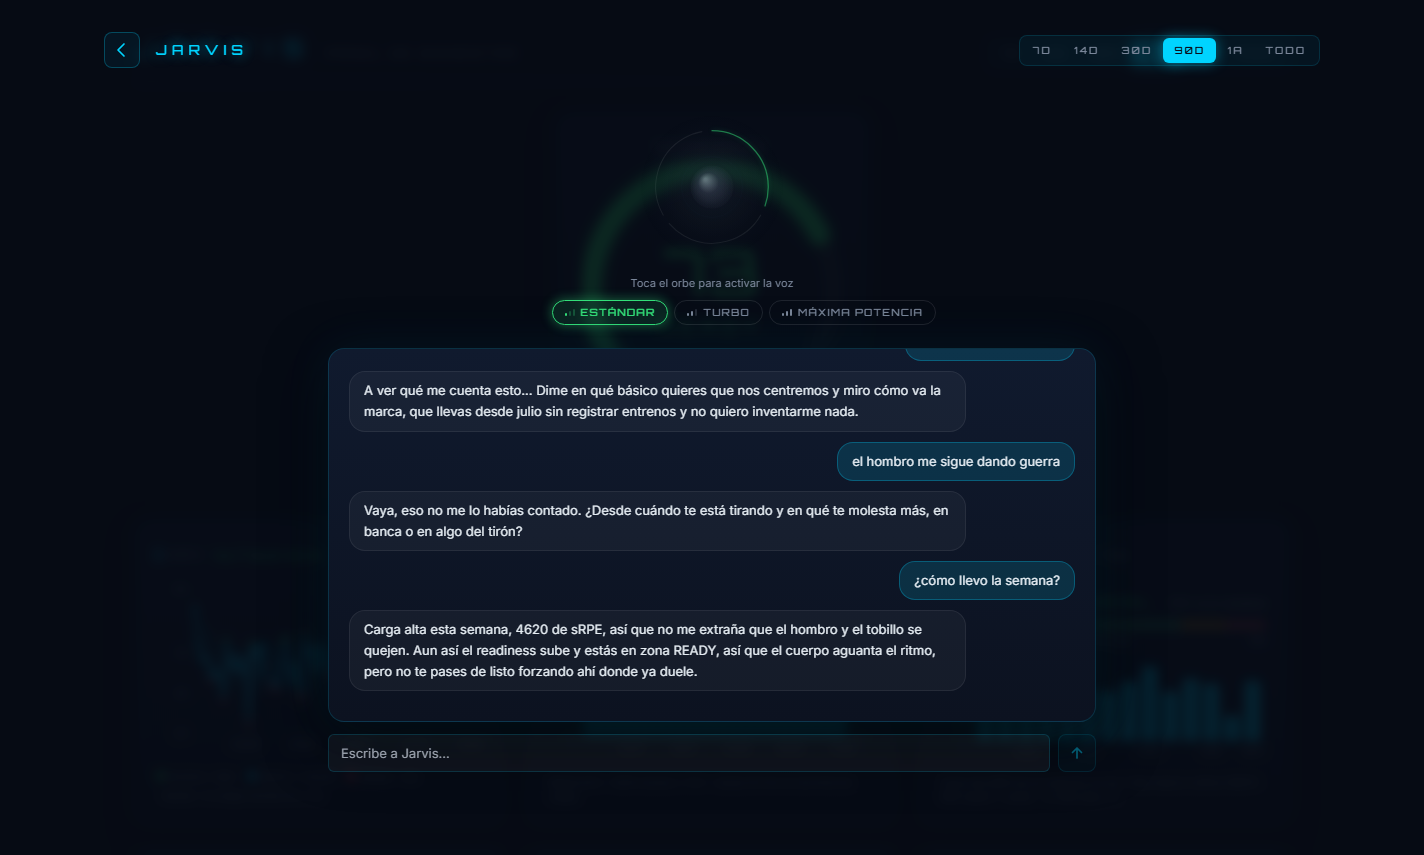 JARVIS
7D 14D 30D 90D 1A TODO
Toca el orbe para activar la voz
ESTÁNDAR TURBO MÁXIMA POTENCIA
A ver qué me cuenta esto... Dime en qué básico quieres que nos centremos y miro cómo va la
marca, que llevas desde julio sin registrar entrenos y no quiero inventarme nada.
el hombro me sigue dando guerra
Vaya, eso no me lo habías contado. ¿Desde cuándo te está tirando y en qué te molesta más, en
banca o en algo del tirón?
¿cómo llevo la semana?
Carga alta esta semana, 4620 de sRPE, así que no me extraña que el hombro y el tobillo se
quejen. Aun así el readiness sube y estás en zona READY, así que el cuerpo aguanta el ritmo,
pero no te pases de listo forzando ahí donde ya duele.
Escribe a Jarvis...